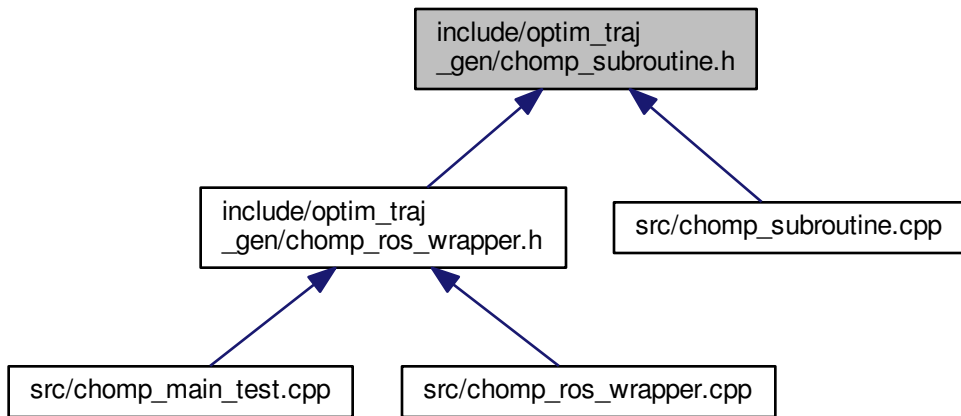 include/optim_traj
_gen/chomp_subroutine.h
include/optim_traj
_gen/chomp_ros_wrapper.h
src/chomp_subroutine.cpp
src/chomp_main_test.cpp
src/chomp_ros_wrapper.cpp